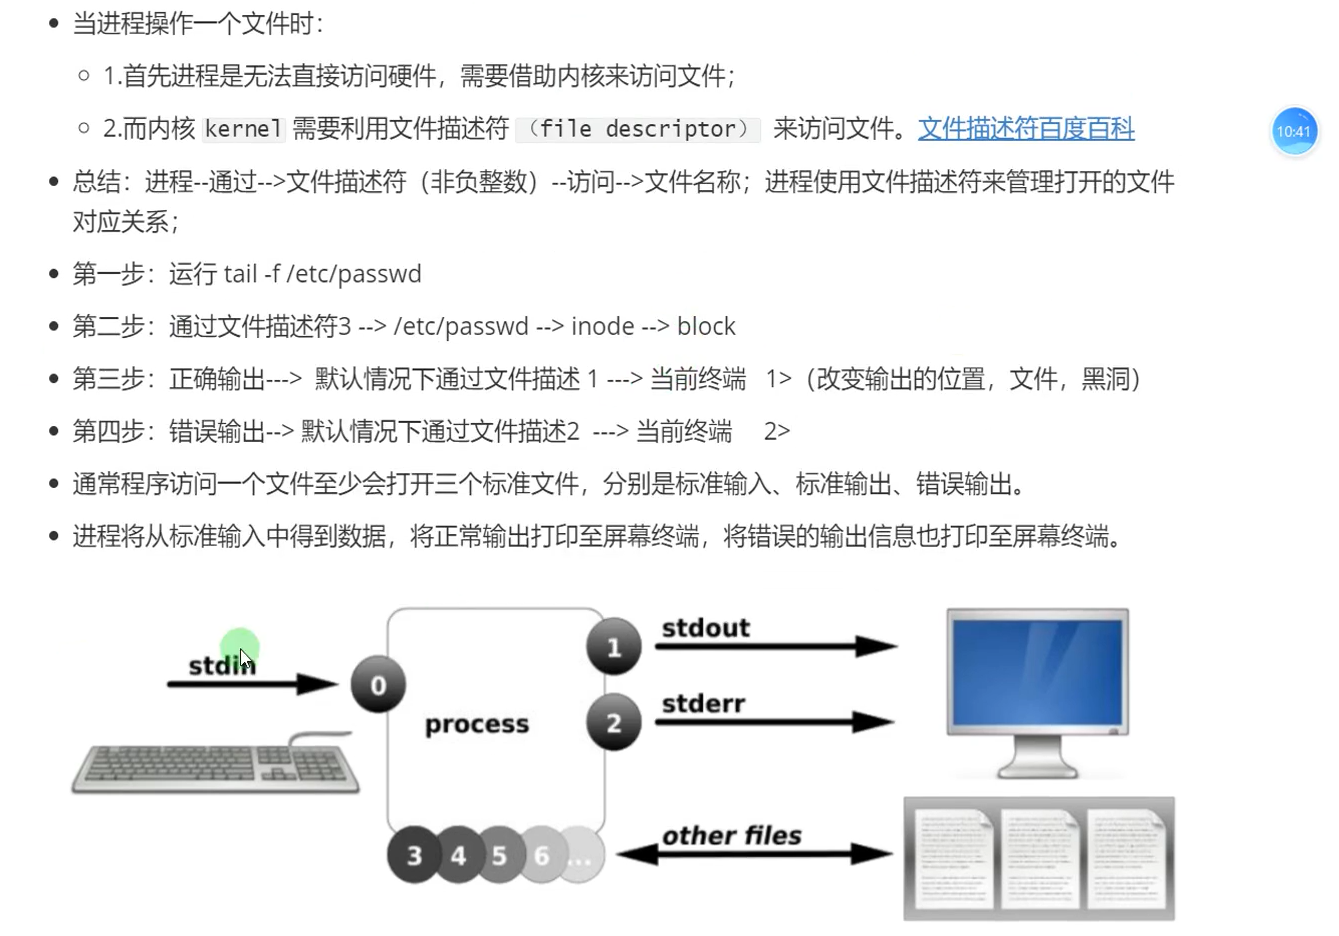 当进程操作一个文件时：
1.首先进程是无法直接访问硬件，需要借助内核来访问文件；
2.而内核 kernel 需要利用文件描述符 （file descriptor） 来访问文件。文件描述符百度百科
10:41
总结：进程--通过-->文件描述符（非负整数）--访问-->文件名称；进程使用文件描述符来管理打开的文件
对应关系；
第一步：运行 tail -f /etc/passwd
第二步：通过文件描述符3 --> /etc/passwd --> inode --> block
第三步：正确输出---> 默认情况下通过文件描述 1 ---> 当前终端 1>（改变输出的位置，文件，黑洞）
第四步：错误输出--> 默认情况下通过文件描述2 ---> 当前终端 2>
通常程序访问一个文件至少会打开三个标准文件，分别是标准输入、标准输出、错误输出。
进程将从标准输入中得到数据，将正常输出打印至屏幕终端，将错误的输出信息也打印至屏幕终端。
stdin
0
process
1
stdout
2
stderr
3 4 5 6 ...
other files